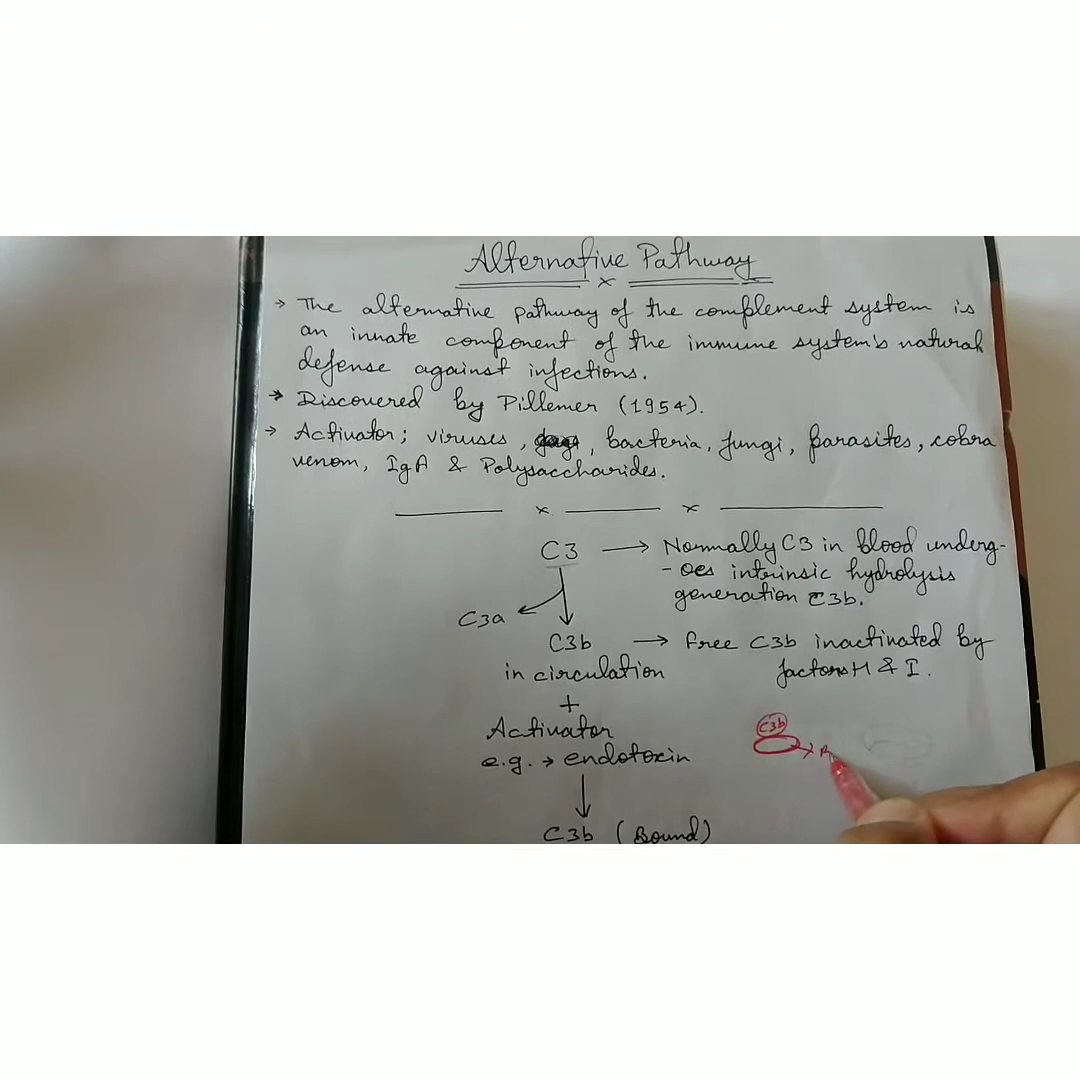 Alternative Pathway
→ The alternative pathway of the complement system is
an innate component of the immune system's natural
defense against infections.
→ Discovered by Pillemer (1954).
→ Activator; viruses, , bacteria, fungi, parasites, cobra
venom, IgA & Polysaccharides.
x x
C3 → Normally C3 in blood underg-
-oes intrinsic hydrolysis
generation C3b.
C3a
C3b → free C3b inactinated by
in circulation factors H & I.
+
Activator
e.g. → endotoxin
C3b
C3b (Bound)